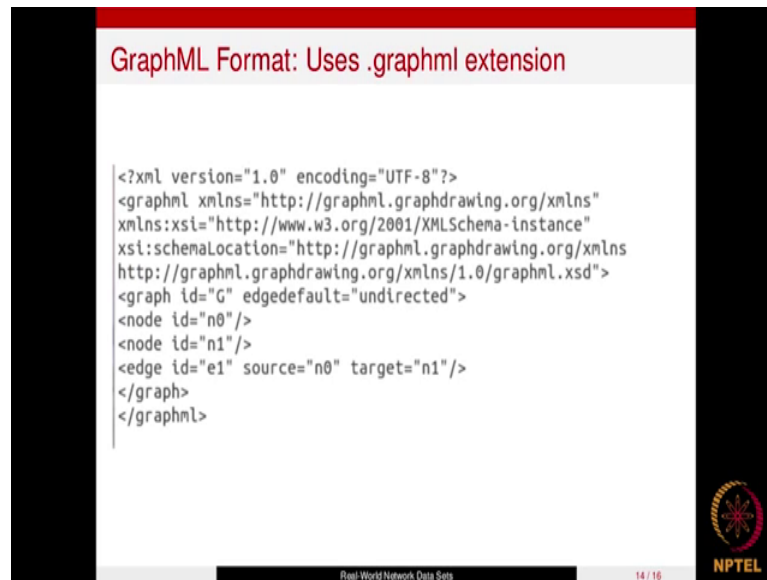 GraphML Format: Uses .graphml extension
<?xml version="1.0" encoding="UTF-8"?>
<graphml xmlns="http://graphml.graphdrawing.org/xmlns"
xmlns:xsi="http://www.w3.org/2001/XMLSchema-instance"
xsi:schemaLocation="http://graphml.graphdrawing.org/xmlns
http://graphml.graphdrawing.org/xmlns/1.0/graphml.xsd">
<graph id="G" edgedefault="undirected">
<node id="n0"/>
<node id="n1"/>
<edge id="e1" source="n0" target="n1"/>
</graph>
</graphml>
Real-World Network Data Sets
14 / 16
NPTEL